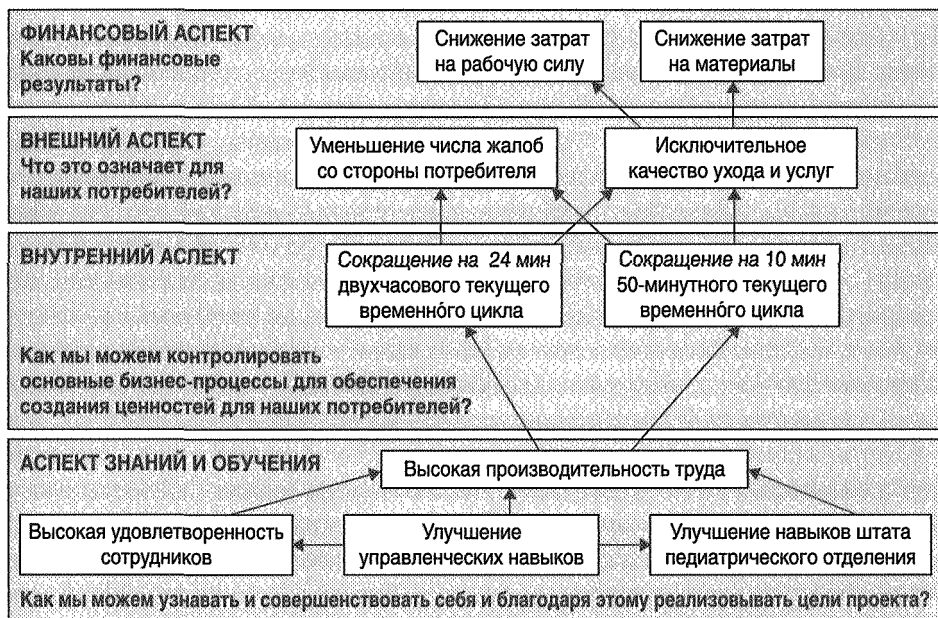 ФИНАНСОВЫЙ АСПЕКТ
Каковы финансовые
результаты?
Снижение затрат
на рабочую силу
Снижение затрат
на материалы
ВНЕШНИЙ АСПЕКТ
Что это означает для
наших потребителей?
Уменьшение числа жалоб
со стороны потребителя
Исключительное
качество ухода и услуг
ВНУТРЕННИЙ АСПЕКТ
Сокращение на 24 мин
двухчасового текущего
временно́го цикла
Сокращение на 10 мин
50-минутного текущего
временно́го цикла
Как мы можем контролировать
основные бизнес-процессы для обеспечения
создания ценностей для наших потребителей?
АСПЕКТ ЗНАНИЙ И ОБУЧЕНИЯ
Высокая производительность труда
Высокая удовлетворенность
сотрудников
Улучшение
управленческих навыков
Улучшение навыков штата
педиатрического отделения
Как мы можем узнавать и совершенствовать себя и благодаря этому реализовывать цели проекта?